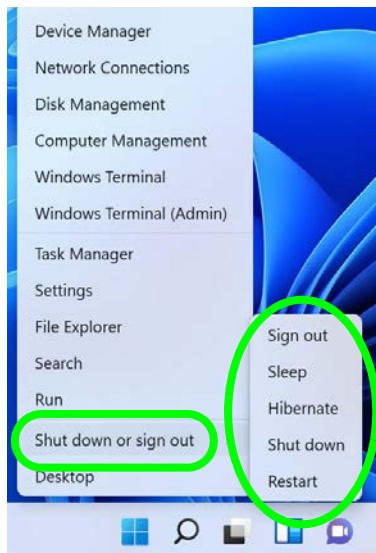 Device Manager
Network Connections
Disk Management
Computer Management
Windows Terminal
Windows Terminal (Admin)
Task Manager
Settings
File Explorer
Search
Run
Shut down or sign out
Desktop
Sign out
Sleep
Hibernate
Shut down
Restart